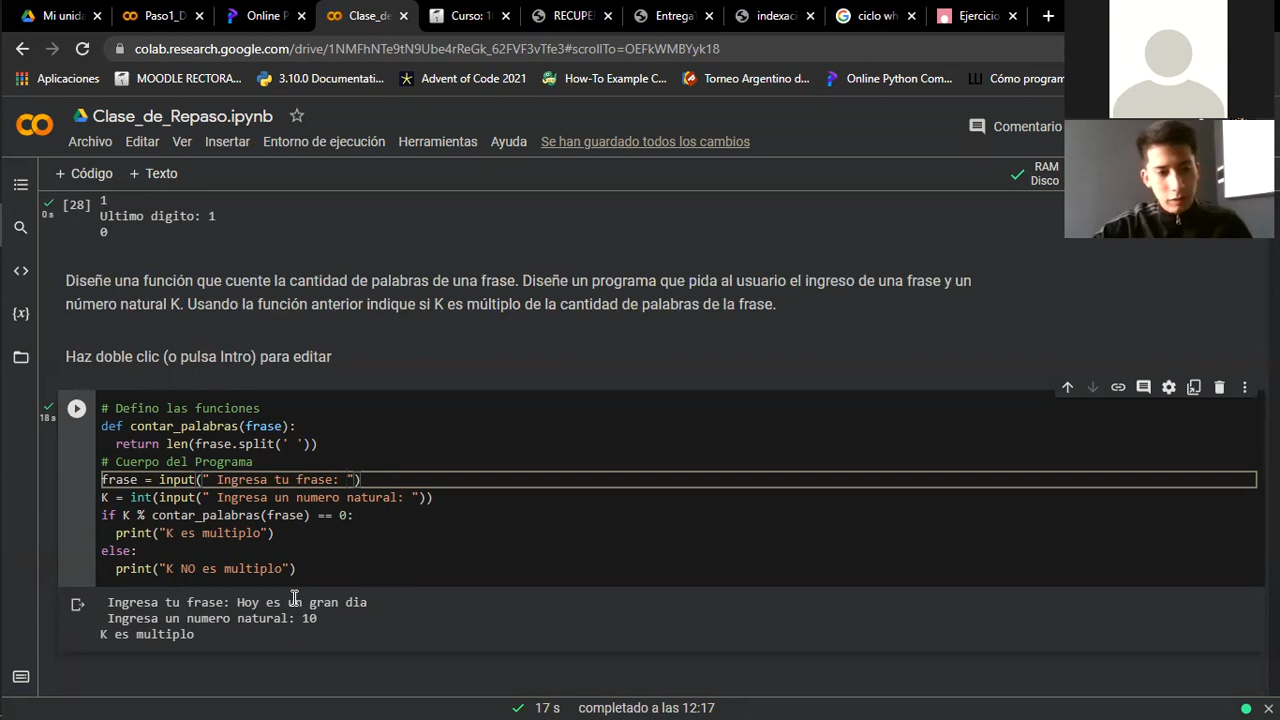 Mi unida
Paso1_D
Online P
Clase_de
Curso: 1
RECUPER
Entrega
indexació
ciclo wh
Ejercicio
colab.research.google.com/drive/1NMFhNTe9tN9Ube4rReGk_62FVF3vTfe3#scrollTo=OEFkWMBYyk18
Aplicaciones
MOODLE RECTORA...
3.10.0 Documentati...
Advent of Code 2021
How-To Example C...
Torneo Argentino d...
Online Python Com...
Cómo program
Clase_de_Repaso.ipynb
Comentario
Archivo Editar Ver Insertar Entorno de ejecución Herramientas Ayuda Se han guardado todos los cambios
+ Código + Texto
RAM
Disco
[28] 1
0 s
Ultimo digito: 1
0
Diseñe una función que cuente la cantidad de palabras de una frase. Diseñe un programa que pida al usuario el ingreso de una frase y un
número natural K. Usando la función anterior indique si K es múltiplo de la cantidad de palabras de la frase.
Haz doble clic (o pulsa Intro) para editar
18 s
# Defino las funciones
def contar_palabras(frase):
return len(frase.split(' '))
# Cuerpo del Programa
frase = input(" Ingresa tu frase: ")
K = int(input(" Ingresa un numero natural: "))
if K % contar_palabras(frase) == 0:
print("K es multiplo")
else:
print("K NO es multiplo")
Ingresa tu frase: Hoy es un gran dia
Ingresa un numero natural: 10
K es multiplo
17 s completado a las 12:17